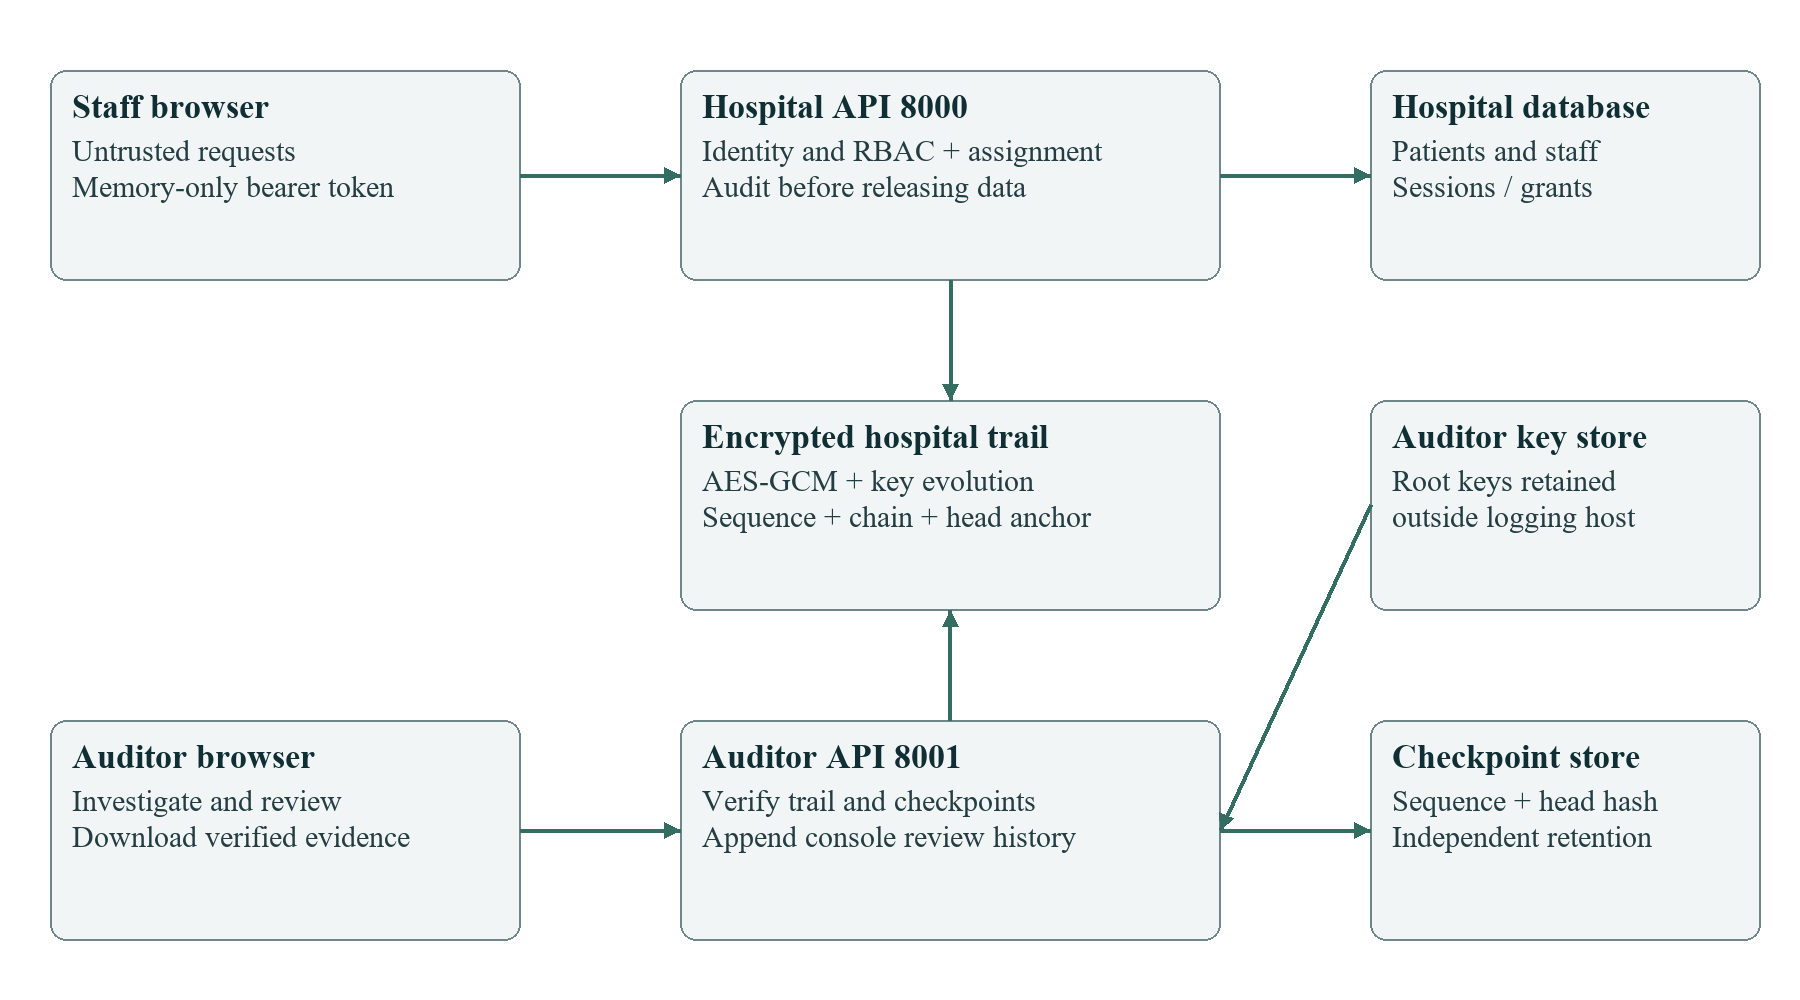 Staff browser
Untrusted requests
Memory-only bearer token
Hospital API 8000
Identity and RBAC + assignment
Audit before releasing data
Hospital database
Patients and staff
Sessions / grants
Encrypted hospital trail
AES-GCM + key evolution
Sequence + chain + head anchor
Auditor key store
Root keys retained
outside logging host
Auditor browser
Investigate and review
Download verified evidence
Auditor API 8001
Verify trail and checkpoints
Append console review history
Checkpoint store
Sequence + head hash
Independent retention